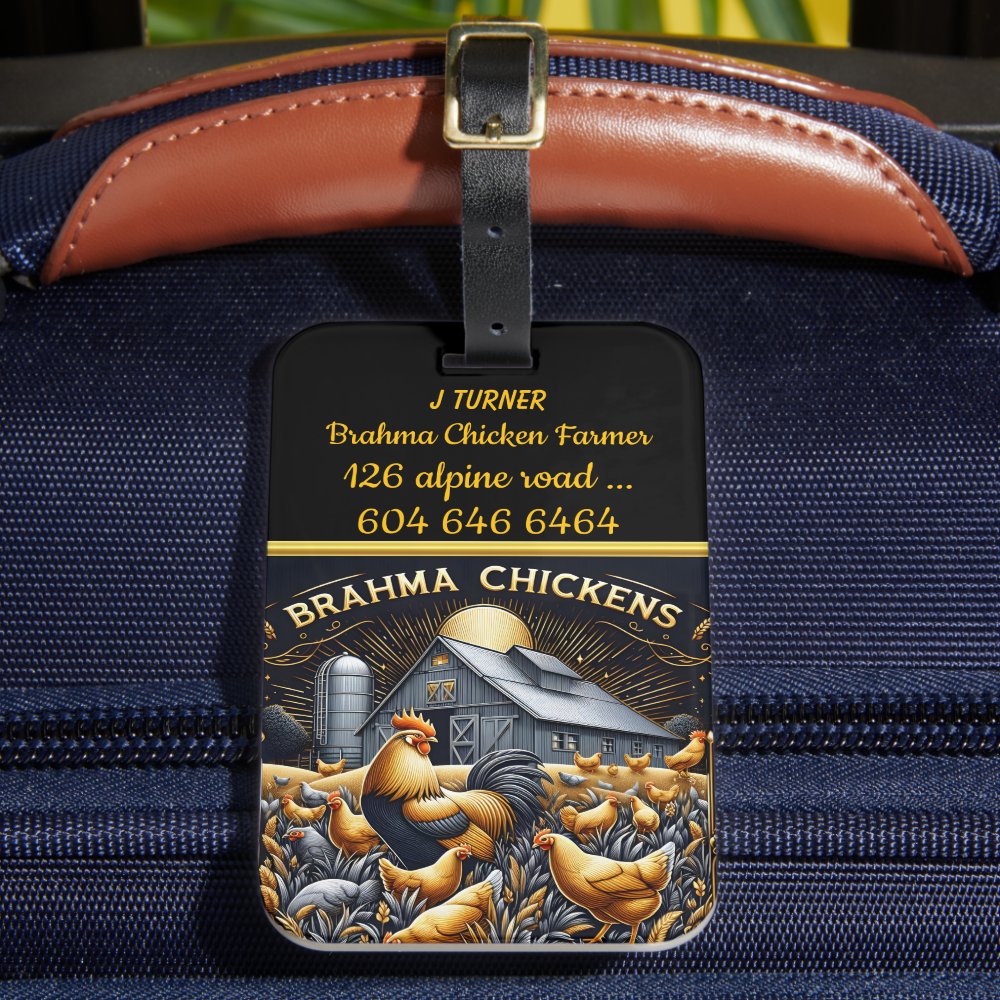 J TURNER
Brahma Chicken Farmer
126 alpine road ...
604 646 6464
BRAHMA CHICKENS